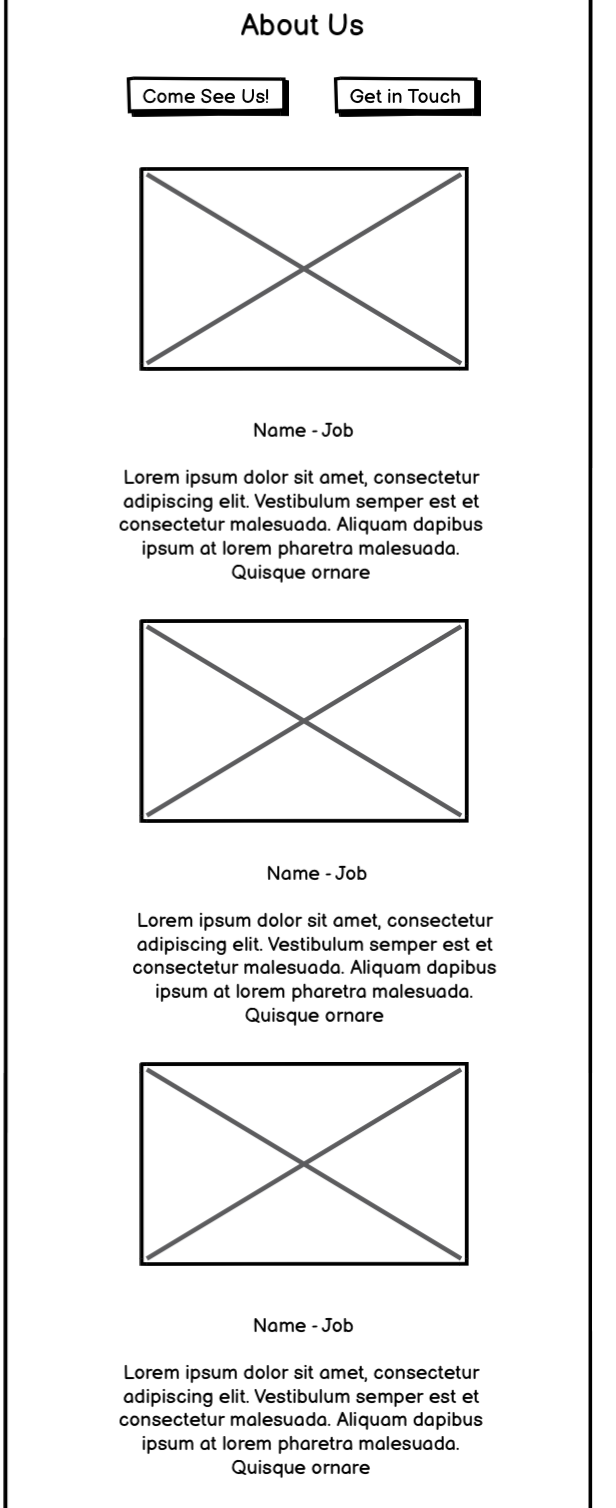 About Us
Come See Us!
Get in Touch
Name - Job
Lorem ipsum dolor sit amet, consectetur
adipiscing elit. Vestibulum semper est et
consectetur malesuada. Aliquam dapibus
ipsum at lorem pharetra malesuada.
Quisque ornare
Name - Job
Lorem ipsum dolor sit amet, consectetur
adipiscing elit. Vestibulum semper est et
consectetur malesuada. Aliquam dapibus
ipsum at lorem pharetra malesuada.
Quisque ornare
Name - Job
Lorem ipsum dolor sit amet, consectetur
adipiscing elit. Vestibulum semper est et
consectetur malesuada. Aliquam dapibus
ipsum at lorem pharetra malesuada.
Quisque ornare